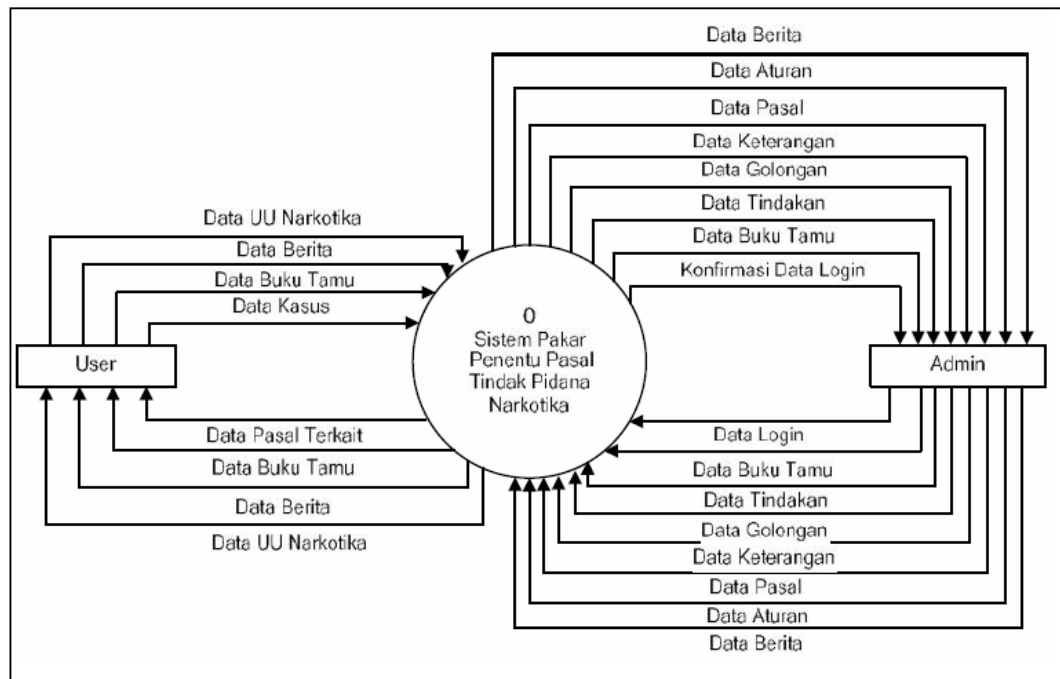 Data Berita
Data Aturan
Data Pasal
Data Keterangan
Data Golongan
Data Tindakan
Data Buku Tamu
Konfirmasi Data Login
Data UU Narkotika
Data Berita
Data Buku Tamu
Data Kasus
User
0
Sistem Pakar
Penentu Pasal
Tindak Pidana
Narkotika
Admin
Data Pasal Terkait
Data Buku Tamu
Data Berita
Data UU Narkotika
Data Login
Data Buku Tamu
Data Tindakan
Data Golongan
Data Keterangan
Data Pasal
Data Aturan
Data Berita